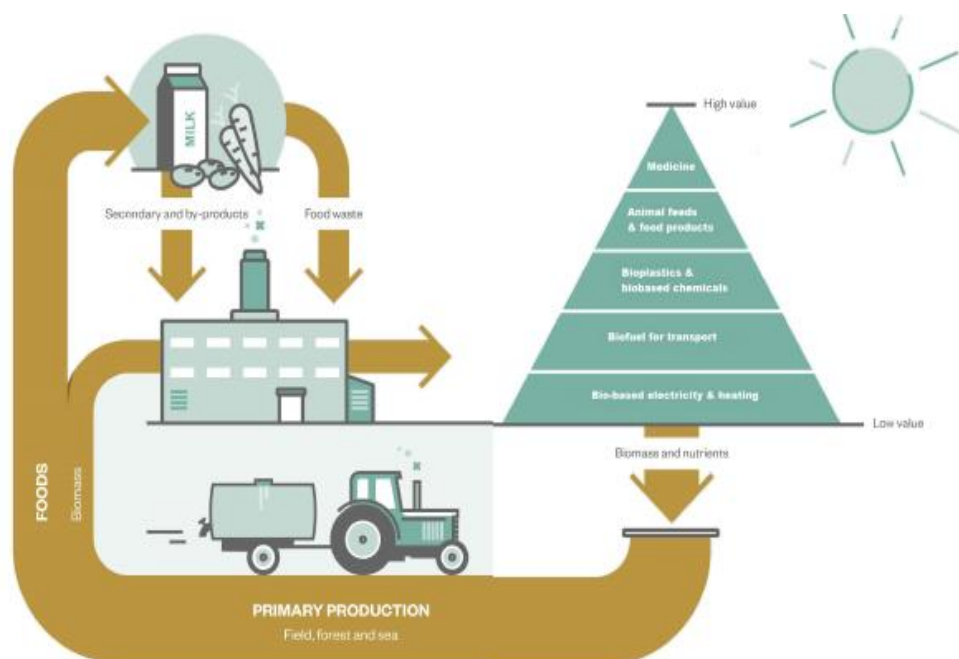 MILK
High value
Medicine
Secondary and by-products
Food waste
Animal feeds
& food products
Bioplastics &
biobased chemicals
Biofuel for transport
Bio-based electricity & heating
Low value
Biomass and nutrients
FOODS
Biomass
PRIMARY PRODUCTION
Field, forest and sea